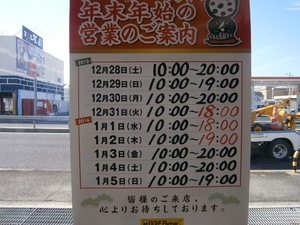 年末年始の
営業のご案内
2013
12月28日(土) 10:00~20:00
12月29日(日) 10:00~19:00
12月30日(月) 10:00~20:00
12月31日(火) 10:00~18:00
2014
1月1日(水) 10:00~18:00
1月2日(木) 10:00~19:00
1月3日(金) 10:00~20:00
1月4日(土) 10:00~20:00
1月5日(日) 10:00~19:00
皆様のご来店、
心よりお待ちしております。